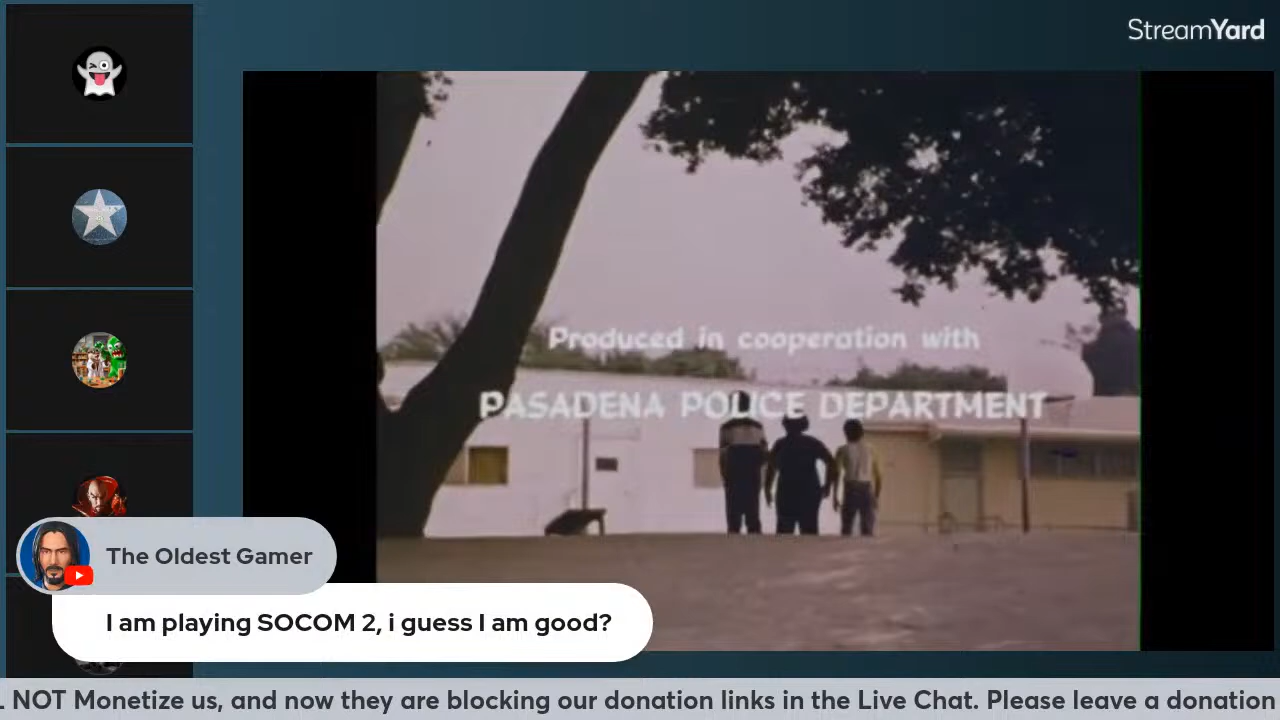 StreamYard
Produced in cooperation with
PASADENA POLICE DEPARTMENT
The Oldest Gamer
I am playing SOCOM 2, i guess I am good?
NOT Monetize us, and now they are blocking our donation links in the Live Chat. Please leave a donation